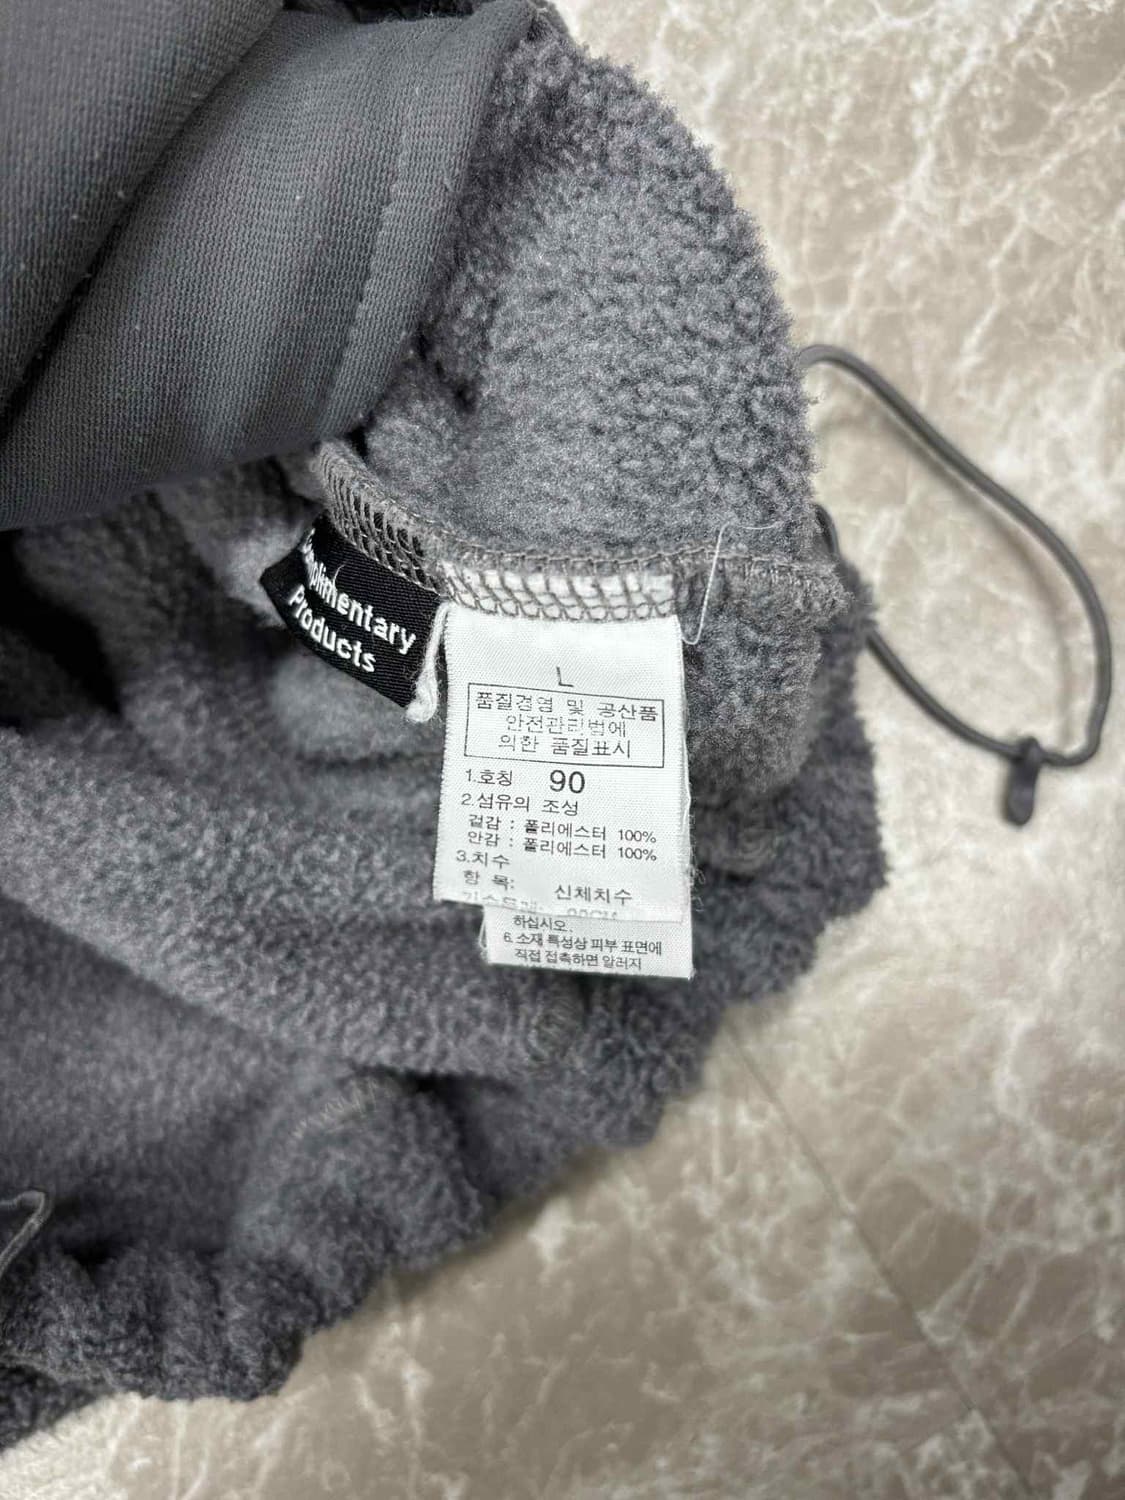 Products
L
품질경영 및 공산품
안전관리법에
의한 품질표시
1.호칭 90
2.섬유의 조성
겉감 : 폴리에스터 100%
안감 : 폴리에스터 100%
3.치수
항 목: 신체치수
하십시오.
6.소재 특성상 피부 표면에
직접 접촉하면 알러지